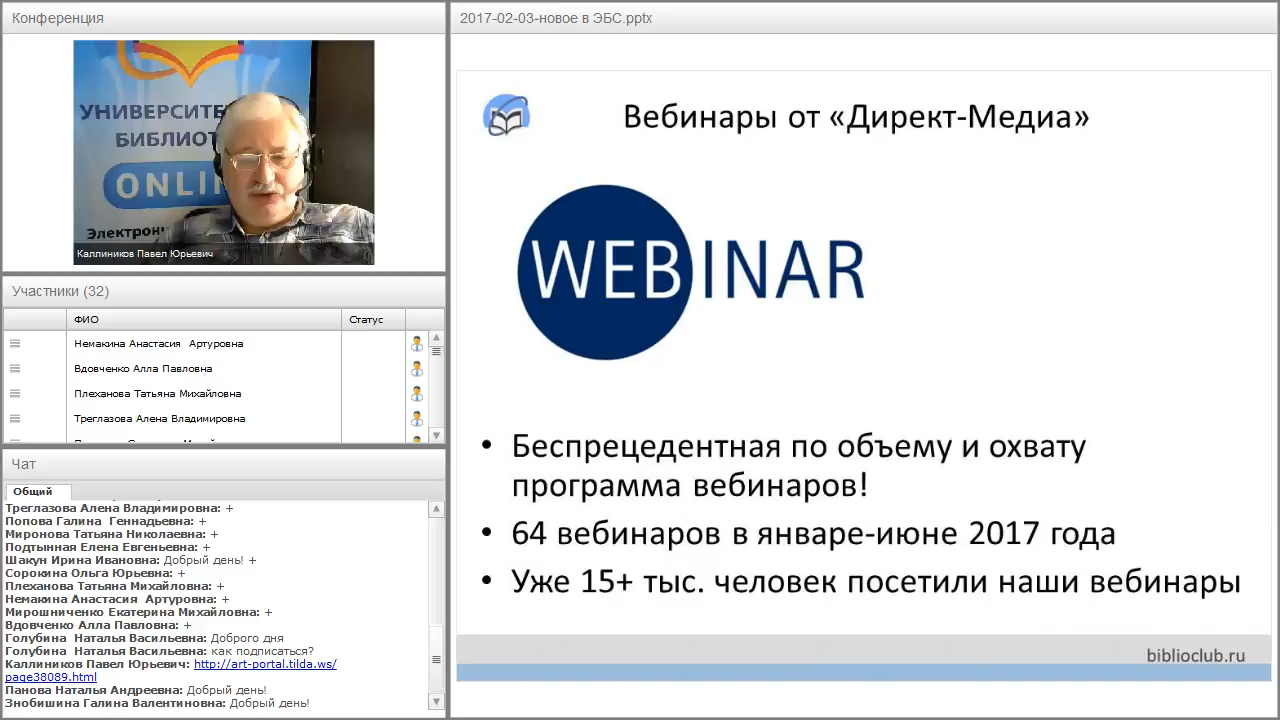 Конференция
УНИВЕРСИТЕ
БИБЛИОТ
ONLI
Электрон
Каллиников Павел Юрьевич
Участники (32)
ФИО
Статус
Немакина Анастасия Артуровна
Вдовченко Алла Павловна
Плеханова Татьяна Михайловна
Треглазова Алена Владимировна
Чат
Общий
Треглазова Алена Владимировна: +
Попова Галина Геннадьевна: +
Миронова Татьяна Николаевна: +
Подтынная Елена Евгеньевна: +
Шакун Ирина Ивановна: Добрый день! +
Сорокина Ольга Юрьевна: +
Плеханова Татьяна Михайловна: +
Немакина Анастасия Артуровна: +
Мирошниченко Екатерина Михайловна: +
Вдовченко Алла Павловна: +
Голубина Наталья Васильевна: Доброго дня
Голубина Наталья Васильевна: как подписаться?
Каллиников Павел Юрьевич: http://art-portal.tilda.ws/
page38089.html
Панова Наталья Андреевна: Добрый день!
Знобишина Галина Валентиновна: Добрый день!
2017-02-03-новое в ЭБС.pptx
Вебинары от «Директ-Медиа»
WEBINAR
• Беспрецедентная по объему и охвату
программа вебинаров!
• 64 вебинаров в январе-июне 2017 года
• Уже 15+ тыс. человек посетили наши вебинары
biblioclub.ru